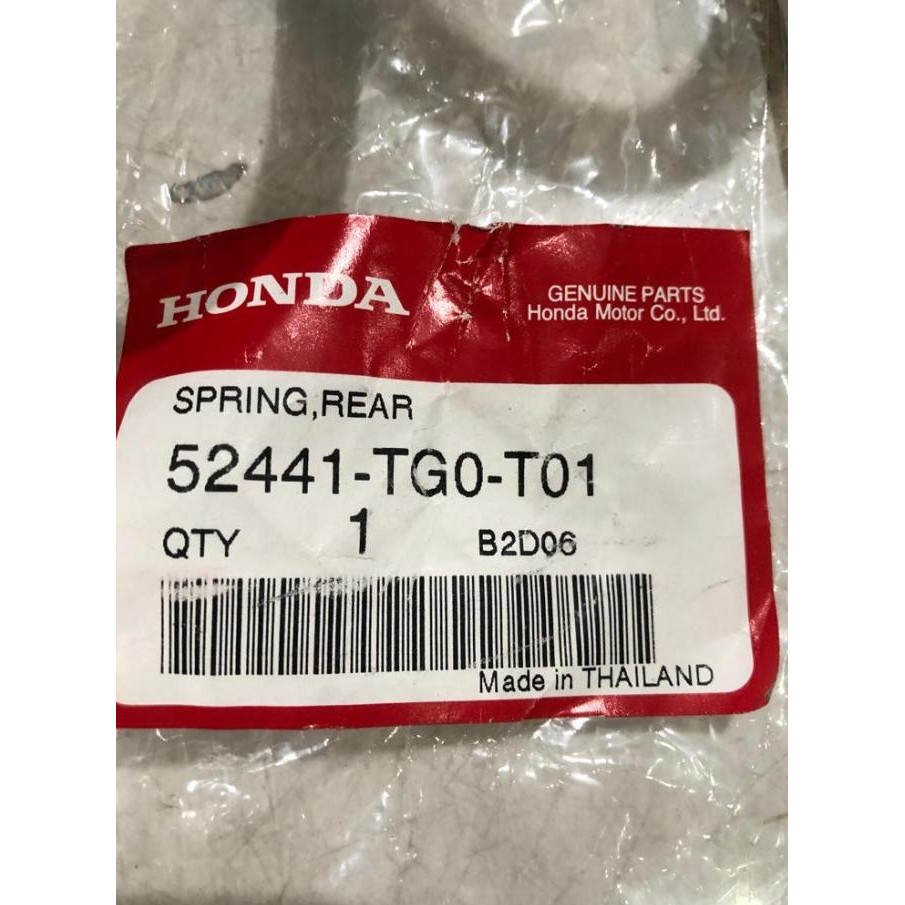 HONDA
GENUINE PARTS
Honda Motor Co., Ltd.
SPRING,REAR
52441-TG0-T01
QTY 1 B2D06
Made in THAILAND